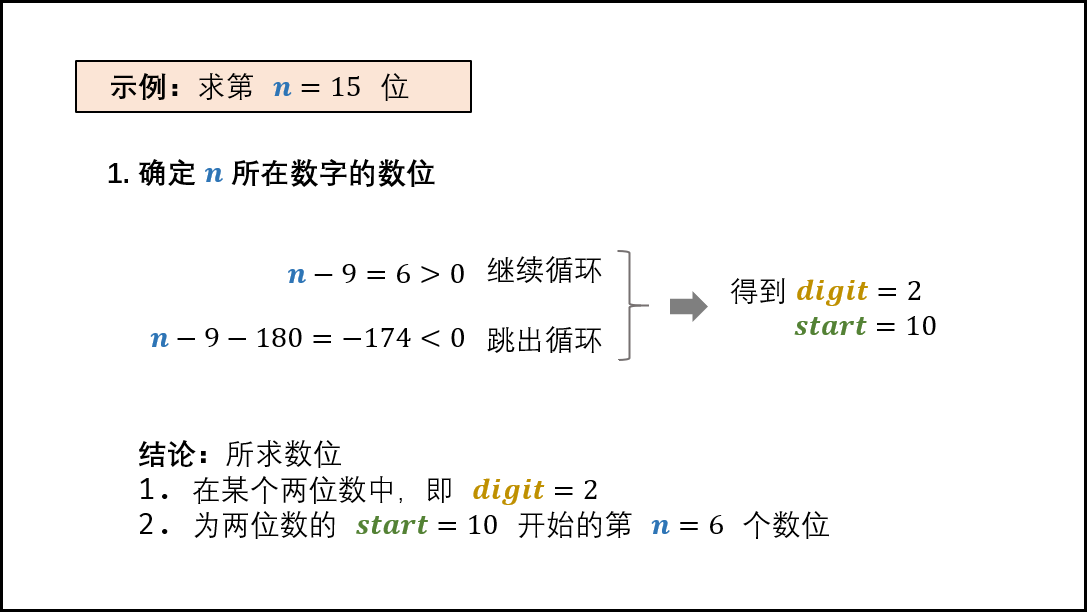 示例：求第 n = 15 位
1. 确定 n 所在数字的数位
n − 9 = 6 > 0 继续循环
n − 9 − 180 = −174 < 0 跳出循环
得到 digit = 2
start = 10
结论：所求数位
1. 在某个两位数中，即 digit = 2
2. 为两位数的 start = 10 开始的第 n = 6 个数位